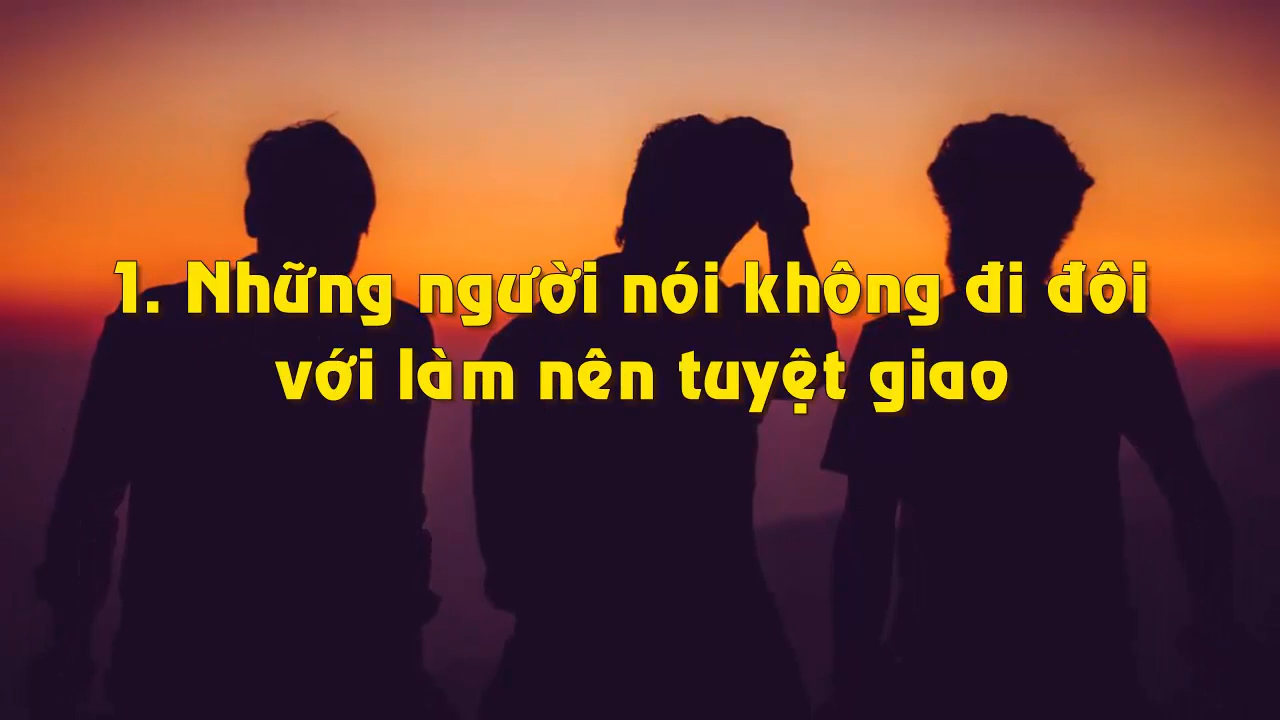 1. Những người nói không đi đôi
với làm nên tuyệt giao